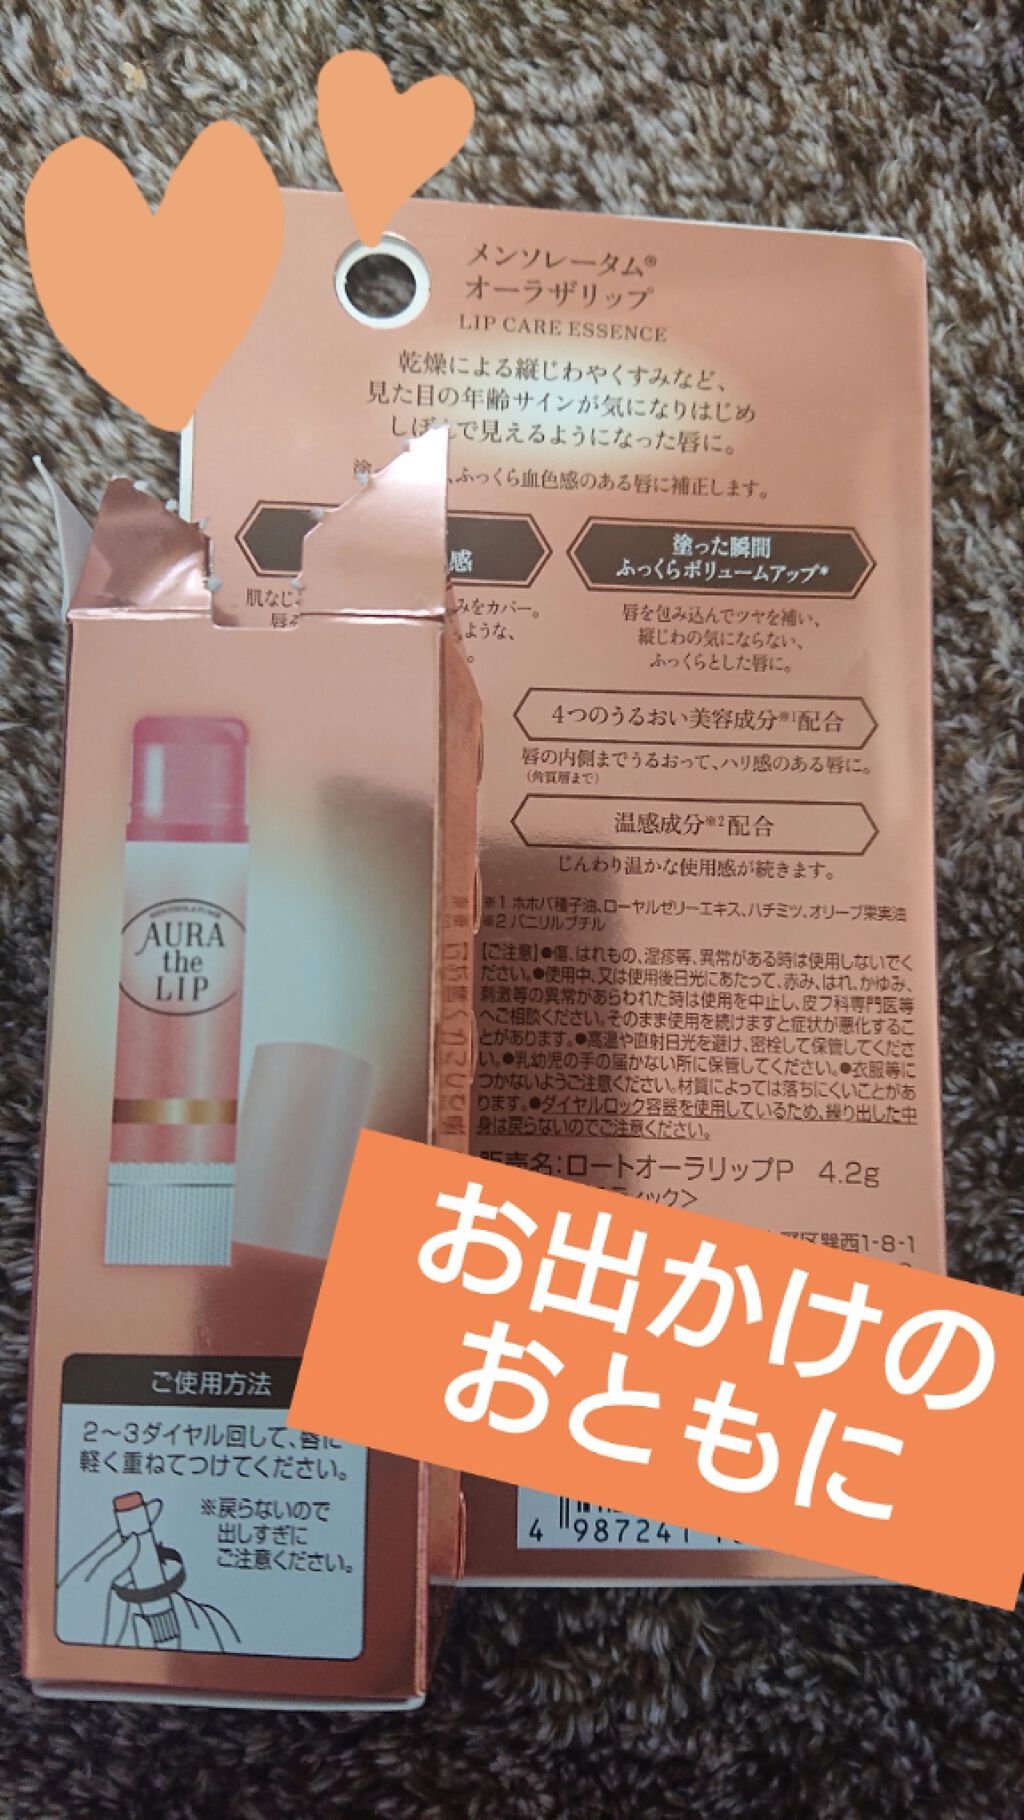 メンソレータム®
オーラザリップ
LIP CARE ESSENCE
乾燥による縦じわやくすみなど、
見た目の年齢サインが気になりはじめ
しぼんで見えるようになった唇に。
ふっくら血色感のある唇に補正します。
感
塗った瞬間
ふっくらボリュームアップ*
肌なじ
みをカバー。
唇を包み込んでツヤを補い、
ような、
縦じわの気にならない、
ふっくらとした唇に。
4つのうるおい美容成分※1配合
唇の内側までうるおって、ハリ感のある唇に。
(角質層まで)
温感成分※2配合
じんわり温かな使用感が続きます。
※1 ホホバ種子油、ローヤルゼリーエキス、ハチミツ、オリーブ果実油
※2 バニリルブチル
【ご注意】●傷、はれもの、湿疹等、異常がある時は使用しないでく
ださい。●使用中、又は使用後日光にあたって、赤み、はれ、かゆみ、
刺激等の異常があらわれた時は使用を中止し、皮フ科専門医等
へご相談ください。そのまま使用を続けますと症状が悪化するこ
とがあります。●高温や直射日光を避け、密栓して保管してくださ
い。●乳幼児の手の届かない所に保管してください。●衣服等に
つかないようご注意ください。材質によっては落ちにくいことがあ
ります。●ダイヤルロック容器を使用しているため、繰り出した中
身は戻らないのでご注意ください。
販売名:ロートオーラリップP 4.2g
ィック>
区巽西1-8-1
4 987241
MENTHOLATUM
AURA
the
LIP
ご使用方法
2〜3ダイヤル回して、唇に
軽く重ねてつけてください。
※戻らないので
出しすぎに
ご注意ください。
お出かけの
おともに